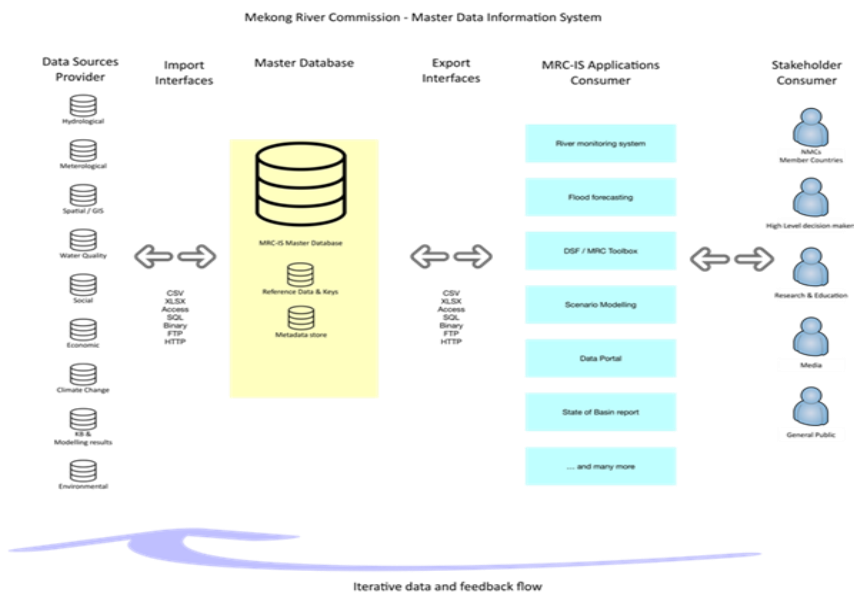 Mekong River Commission - Master Data Information System
Data Sources
Provider
Import
Interfaces
Master Database
Export
Interfaces
MRC-IS Applications
Consumer
Stakeholder
Consumer
Hydrological
Meterological
Spatial / GIS
Water Quality
Social
Economic
Climate Change
KB &
Modelling results
Environmental
CSV
XLSX
Access
SQL
Binary
FTP
HTTP
MRC-IS Master Database
Reference Data & Keys
Metadata store
CSV
XLSX
Access
SQL
Binary
FTP
HTTP
River monitoring system
Flood forecasting
DSF / MRC Toolbox
Scenario Modelling
Data Portal
State of Basin report
.... and many more
NMCs
Member Countries
High Level decision makers
Research & Education
Media
General Public
Iterative data and feedback flow